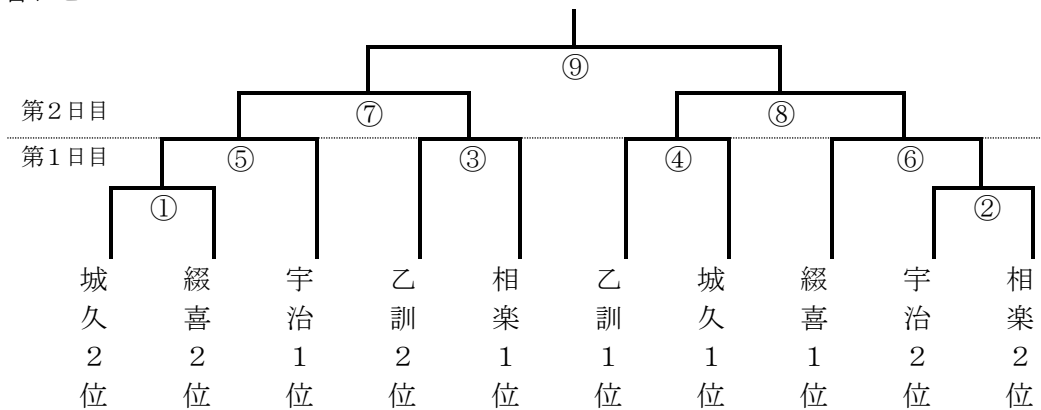 ⑨
第2日目
⑦
⑧
第1日目
⑤
③
④
⑥
①
②
城久2位
綴喜2位
宇治1位
乙訓2位
相楽1位
乙訓1位
城久1位
綴喜1位
宇治2位
相楽2位